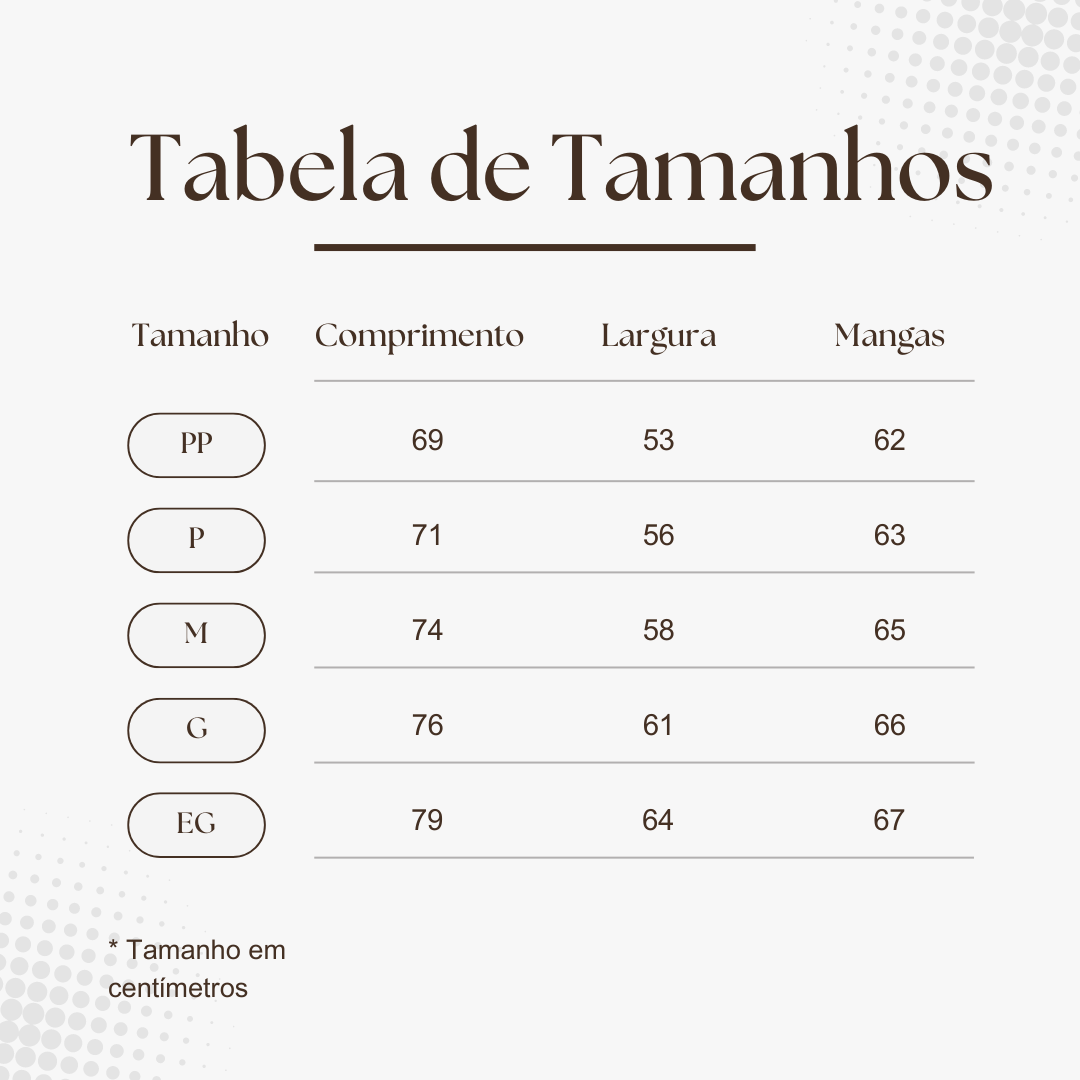 Tabela de Tamanhos
Tamanho Comprimento Largura Mangas
PP 69 53 62
P 71 56 63
M 74 58 65
G 76 61 66
EG 79 64 67
* Tamanho em
centímetros